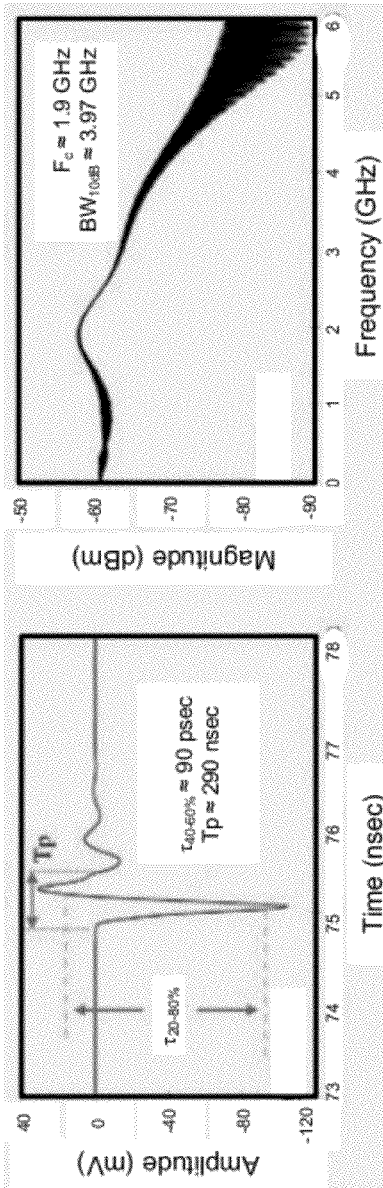 40
0
-40
-80
-120
Amplitude (mV)
73
74
75
76
77
78
Time (nsec)
Tp
τ20-80%
τ40-60% ≈ 90 psec
Tp ≈ 290 nsec
-50
-60
-70
-80
-90
Magnitude (dBm)
0
1
2
3
4
5
6
Frequency (GHz)
Fc ≈ 1.9 GHz
BW10dB ≈ 3.97 GHz